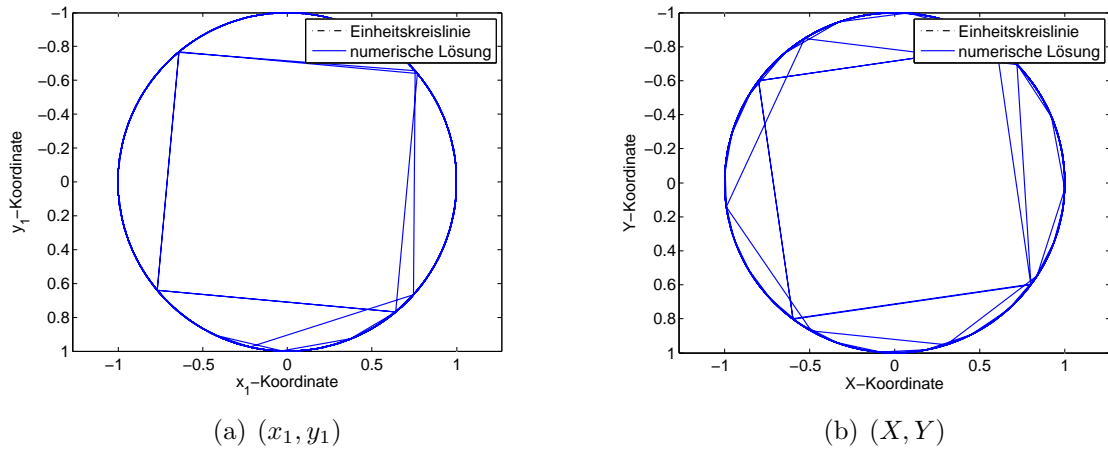 Einheitskreislinie
numerische Lösung
−1
−0.8
−0.6
−0.4
−0.2
0
0.2
0.4
0.6
0.8
1
y₁−Koordinate
−1 −0.5 0 0.5 1
x₁−Koordinate
(a) (x₁, y₁)
Einheitskreislinie
numerische Lösung
−1
−0.8
−0.6
−0.4
−0.2
0
0.2
0.4
0.6
0.8
1
Y−Koordinate
−1 −0.5 0 0.5 1
X−Koordinate
(b) (X, Y)